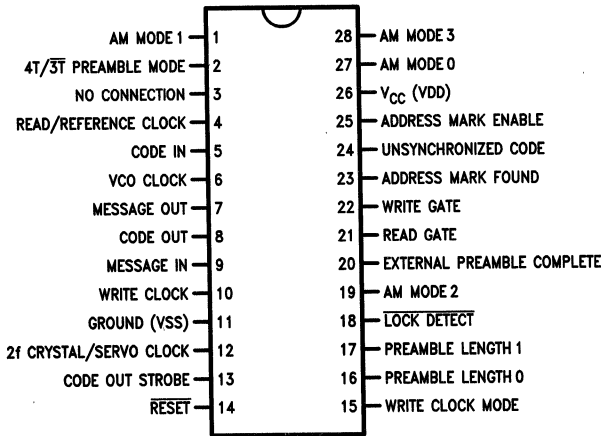 AM MODE 1 1 28 AM MODE 3
4T/3T PREAMBLE MODE 2 27 AM MODE 0
NO CONNECTION 3 26 VCC (VDD)
READ/REFERENCE CLOCK 4 25 ADDRESS MARK ENABLE
CODE IN 5 24 UNSYNCHRONIZED CODE
VCO CLOCK 6 23 ADDRESS MARK FOUND
MESSAGE OUT 7 22 WRITE GATE
CODE OUT 8 21 READ GATE
MESSAGE IN 9 20 EXTERNAL PREAMBLE COMPLETE
WRITE CLOCK 10 19 AM MODE 2
GROUND (VSS) 11 18 LOCK DETECT
2f CRYSTAL/SERVO CLOCK 12 17 PREAMBLE LENGTH 1
CODE OUT STROBE 13 16 PREAMBLE LENGTH 0
RESET 14 15 WRITE CLOCK MODE